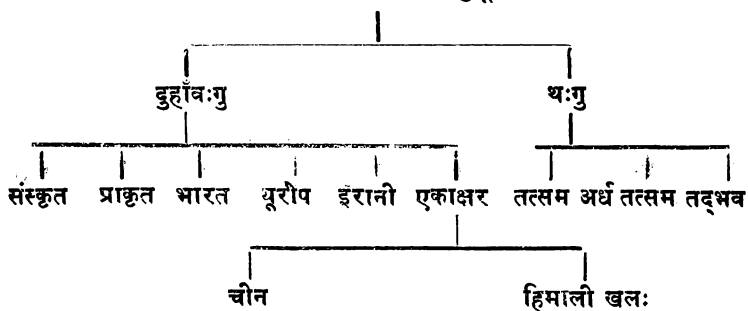 दुहाँवःगु थःगु
संस्कृत प्राकृत भारत यूरोप इरानी एकाक्षर तत्सम अर्ध तत्सम तद्भव
चीन हिमाली खलः